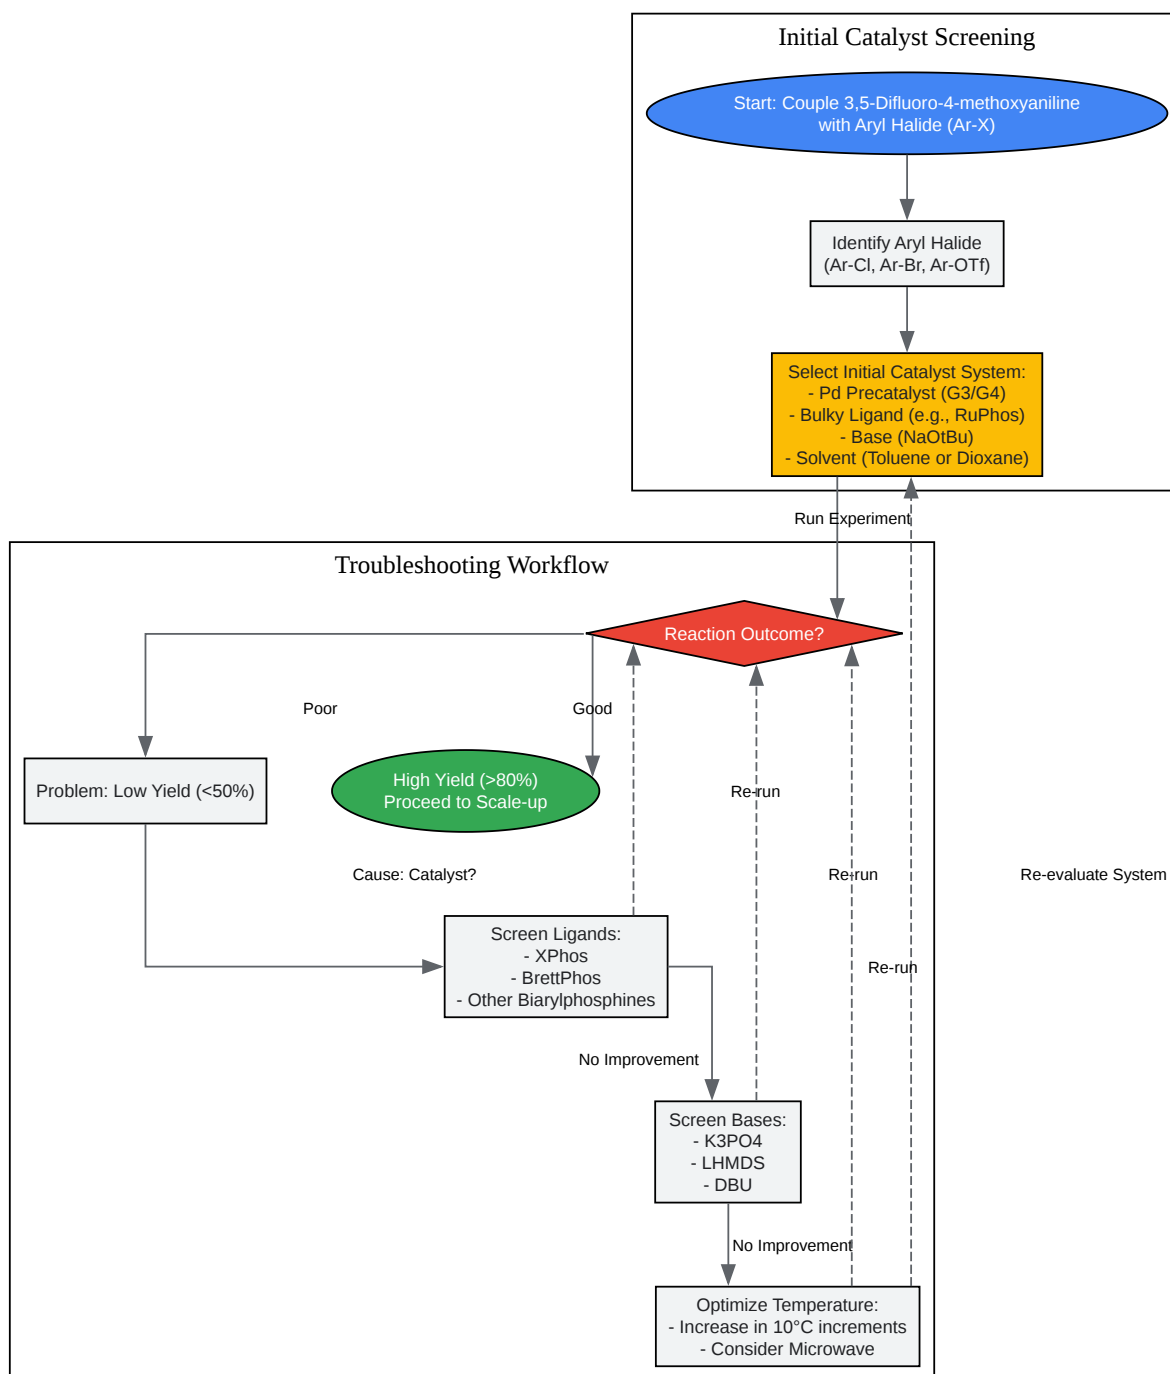 Initial Catalyst Screening
Start: Couple 3,5-Difluoro-4-methoxyaniline
with Aryl Halide (Ar-X)
Identify Aryl Halide
(Ar-Cl, Ar-Br, Ar-OTf)
Select Initial Catalyst System:
- Pd Precatalyst (G3/G4)
- Bulky Ligand (e.g., RuPhos)
- Base (NaOtBu)
- Solvent (Toluene or Dioxane)
Run Experiment
Troubleshooting Workflow
Reaction Outcome?
Poor
Good
Problem: Low Yield (<50%)
High Yield (>80%)
Proceed to Scale-up
Re-run
Cause: Catalyst?
Re-run
Re-evaluate System
Screen Ligands:
- XPhos
- BrettPhos
- Other Biarylphosphines
Re-run
No Improvement
Screen Bases:
- K3PO4
- LHMDS
- DBU
No Improvement
Optimize Temperature:
- Increase in 10°C increments
- Consider Microwave